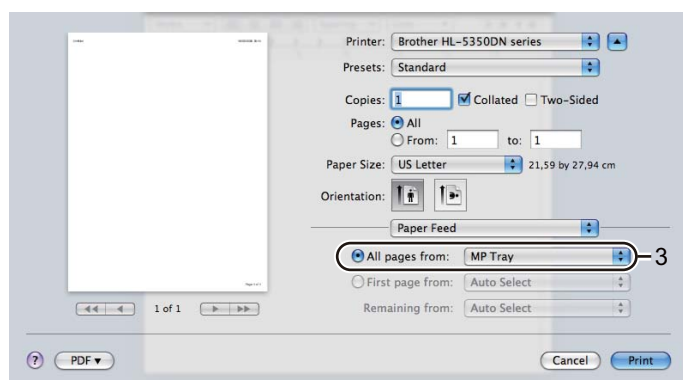 Printer: Brother HL-5350DN series
Presets: Standard
Copies: 1 Collated Two-Sided
Pages: All
From: 1 to: 1
Paper Size: US Letter 21,59 by 27,94 cm
Orientation:
Paper Feed
All pages from: MP Tray 3
First page from: Auto Select
Remaining from: Auto Select
1 of 1
? PDF Cancel Print